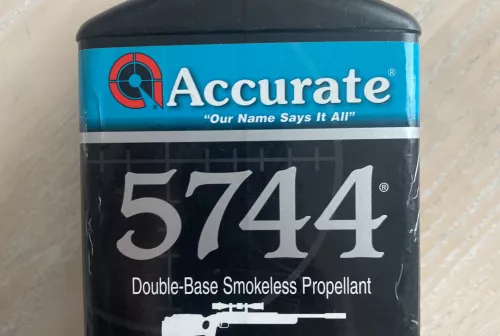 Accurate®
"Our Name Says It All"
5744®
Double-Base Smokeless Propellant